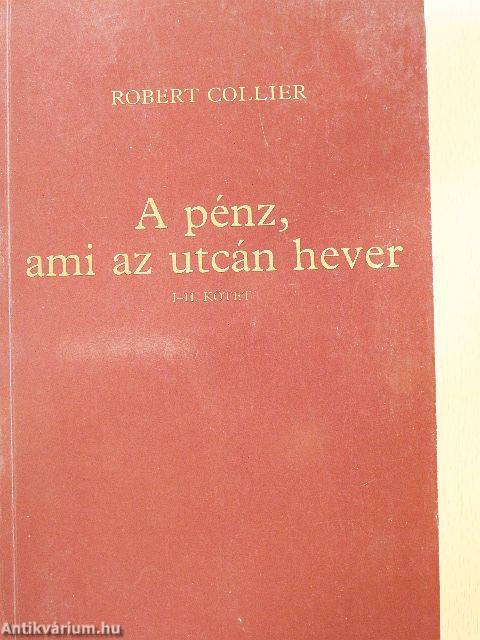 ROBERT COLLIER
A pénz,
ami az utcán hever
I-II. KÖTET
Antikvárium.hu